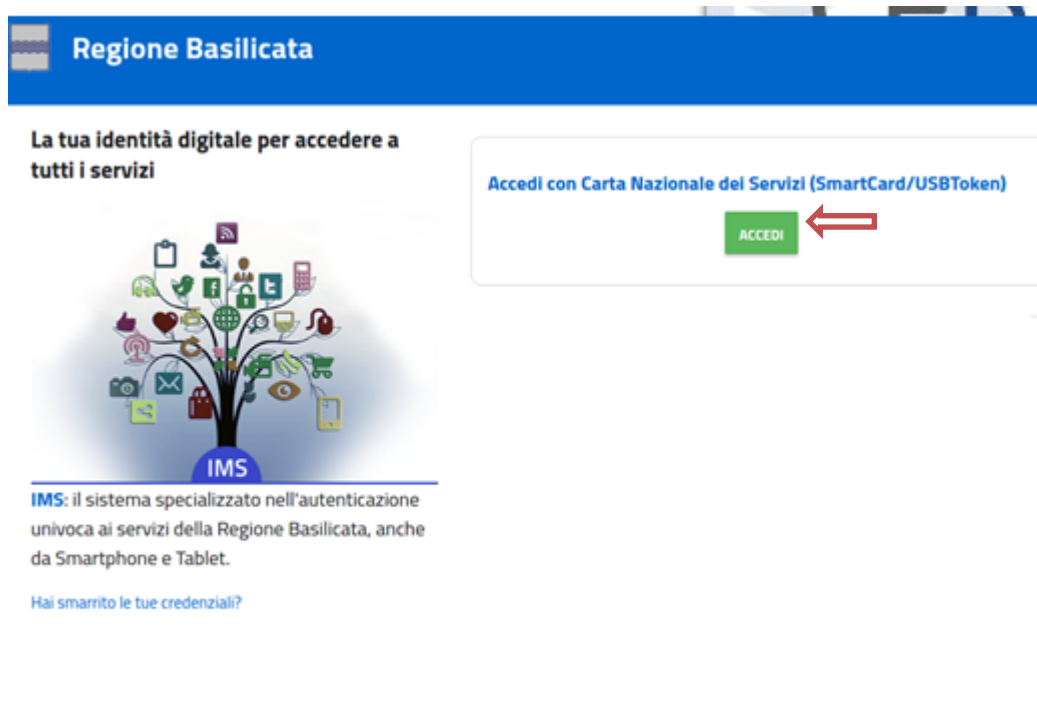 Regione Basilicata
La tua identità digitale per accedere a
tutti i servizi
Accedi con Carta Nazionale dei Servizi (SmartCard/USBToken)
ACCEDI
IMS
IMS: il sistema specializzato nell'autenticazione
univoca ai servizi della Regione Basilicata, anche
da Smartphone e Tablet.
Hai smarrito le tue credenziali?